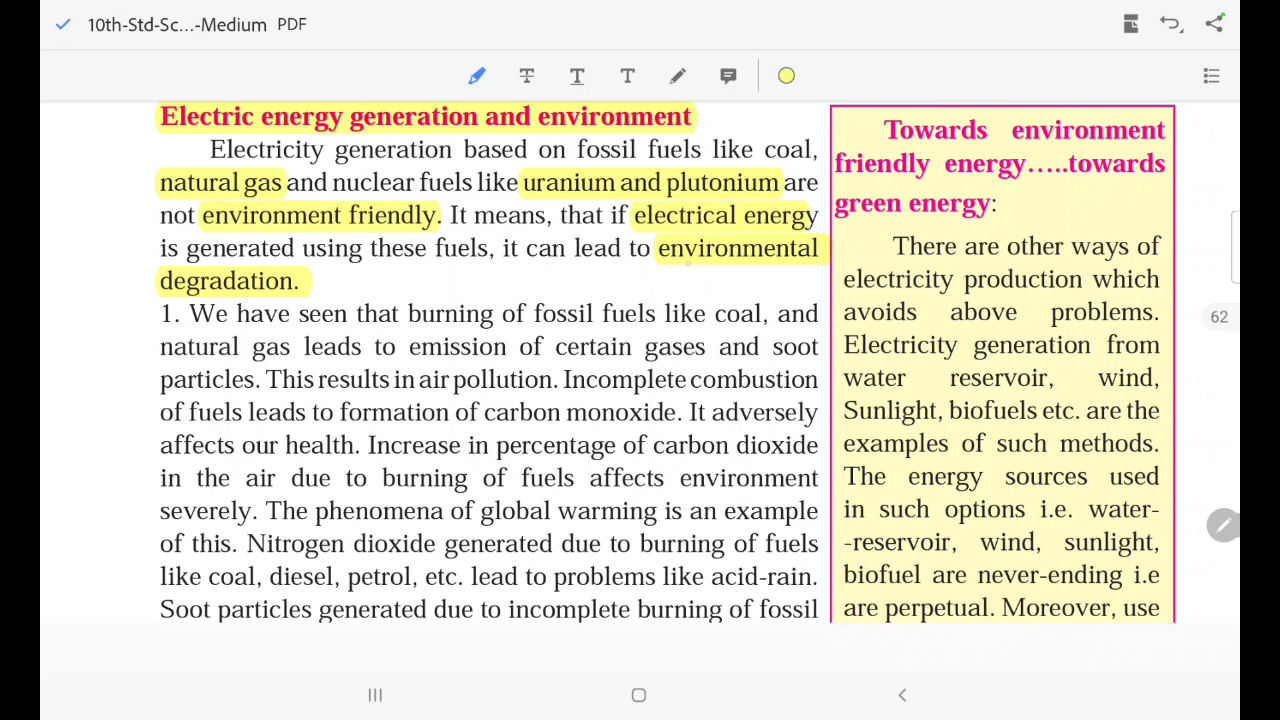 10th-Std-Sc...-Medium PDF
Electric energy generation and environment
Electricity generation based on fossil fuels like coal,
natural gas and nuclear fuels like uranium and plutonium are
not environment friendly. It means, that if electrical energy
is generated using these fuels, it can lead to environmental
degradation.
1. We have seen that burning of fossil fuels like coal, and
natural gas leads to emission of certain gases and soot
particles. This results in air pollution. Incomplete combustion
of fuels leads to formation of carbon monoxide. It adversely
affects our health. Increase in percentage of carbon dioxide
in the air due to burning of fuels affects environment
severely. The phenomena of global warming is an example
of this. Nitrogen dioxide generated due to burning of fuels
like coal, diesel, petrol, etc. lead to problems like acid-rain.
Soot particles generated due to incomplete burning of fossil
Towards environment
friendly energy.....towards
green energy:
There are other ways of
electricity production which
avoids above problems.
Electricity generation from
water reservoir, wind,
Sunlight, biofuels etc. are the
examples of such methods.
The energy sources used
in such options i.e. water-
-reservoir, wind, sunlight,
biofuel are never-ending i.e
are perpetual. Moreover, use
62